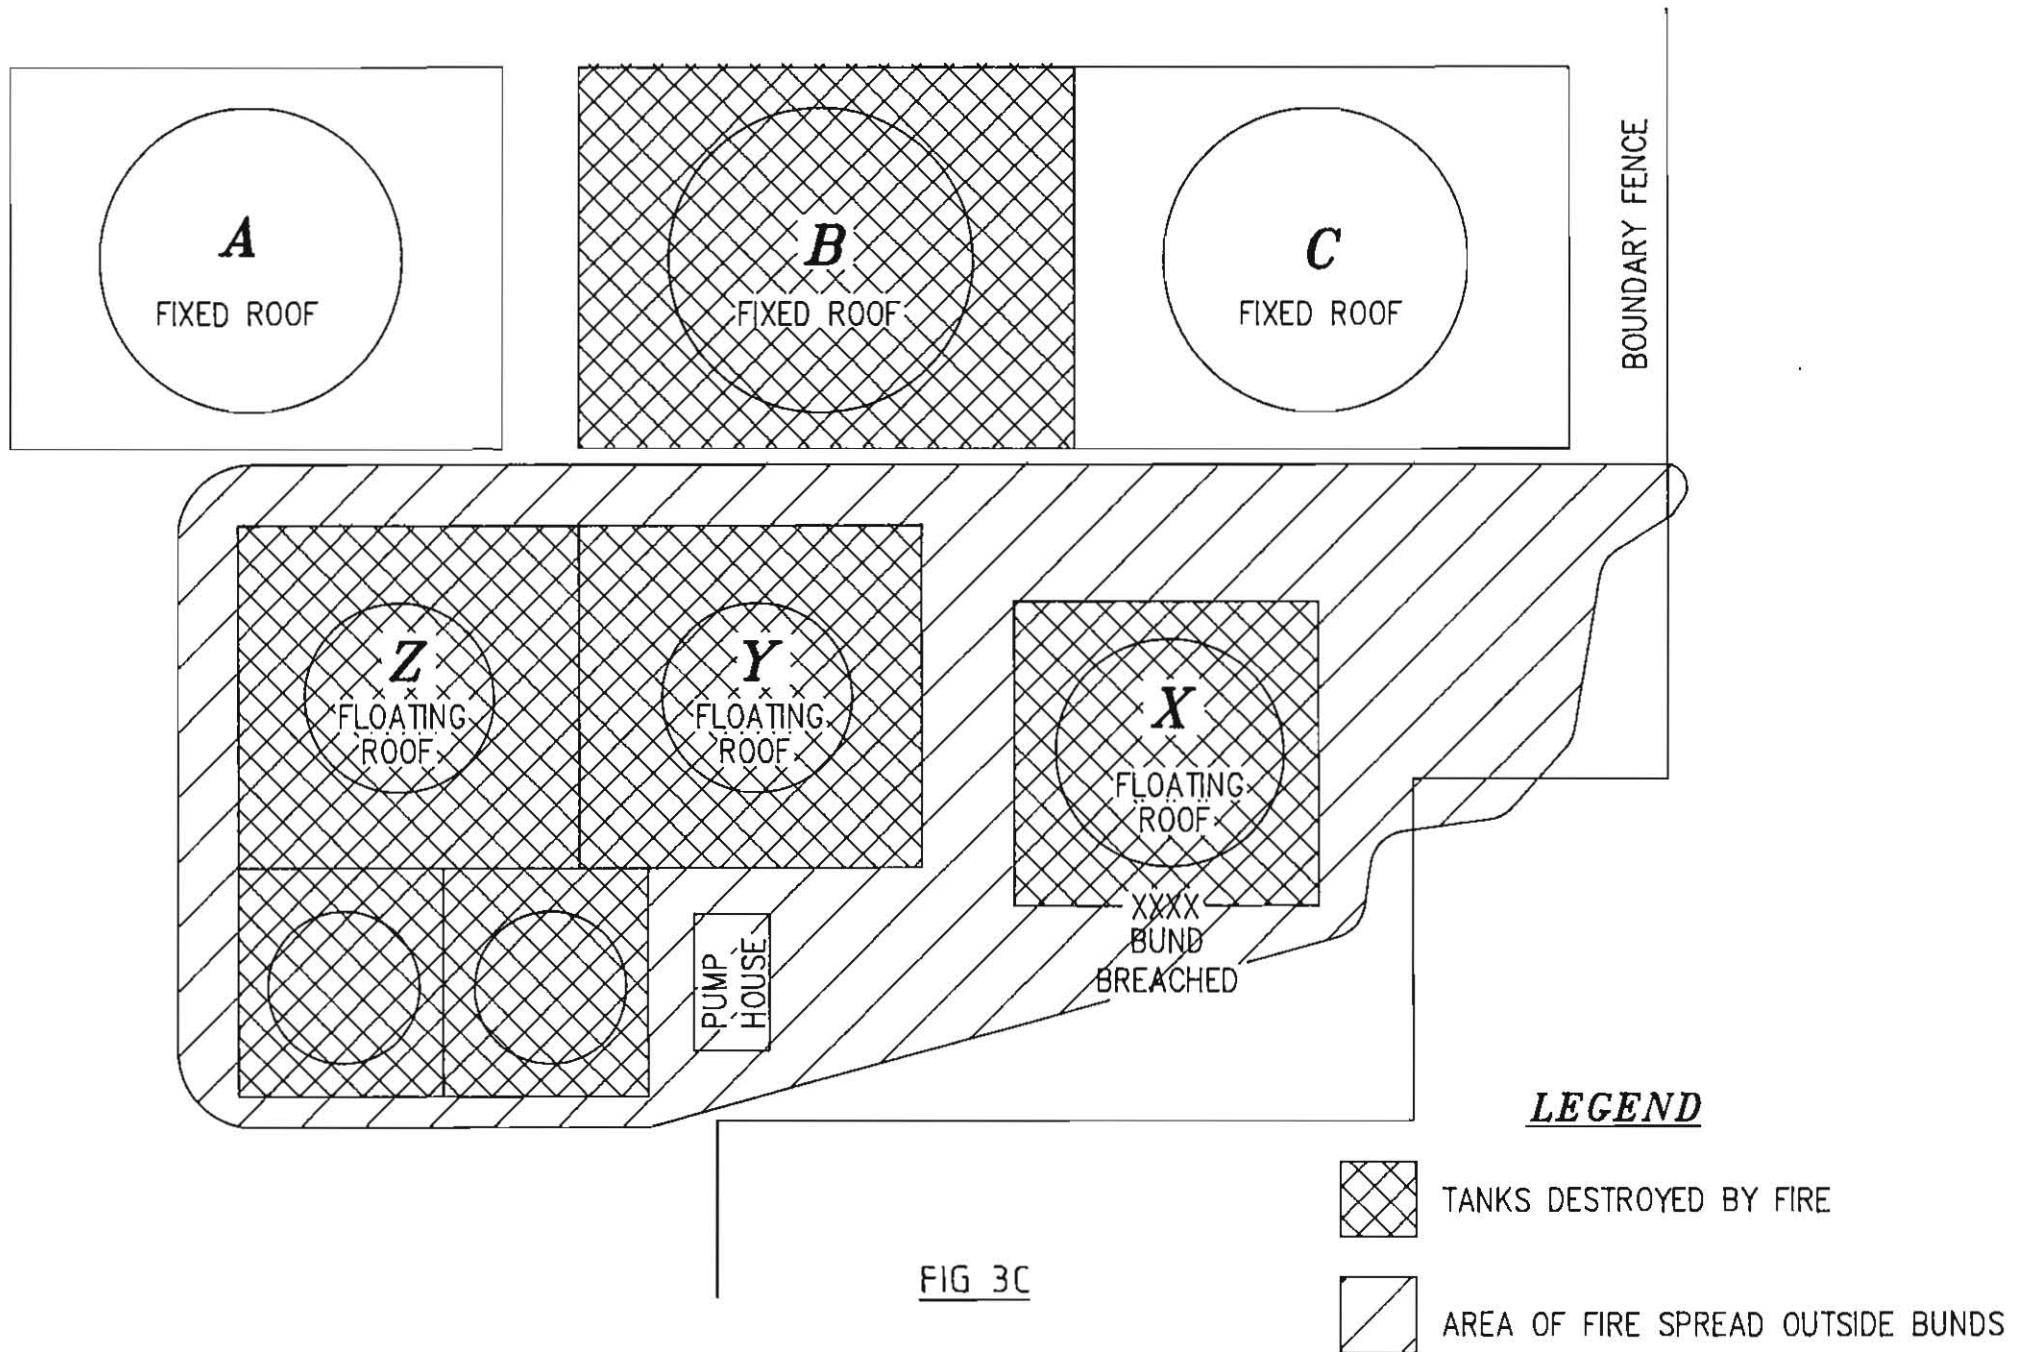 A
FIXED ROOF
B
FIXED ROOF
C
FIXED ROOF
BOUNDARY FENCE
Z
FLOATING
ROOF
Y
FLOATING
ROOF
X
FLOATING
ROOF
XXXX
BUND
BREACHED
PUMP
HOUSE
LEGEND
TANKS DESTROYED BY FIRE
AREA OF FIRE SPREAD OUTSIDE BUNDS
FIG 3C